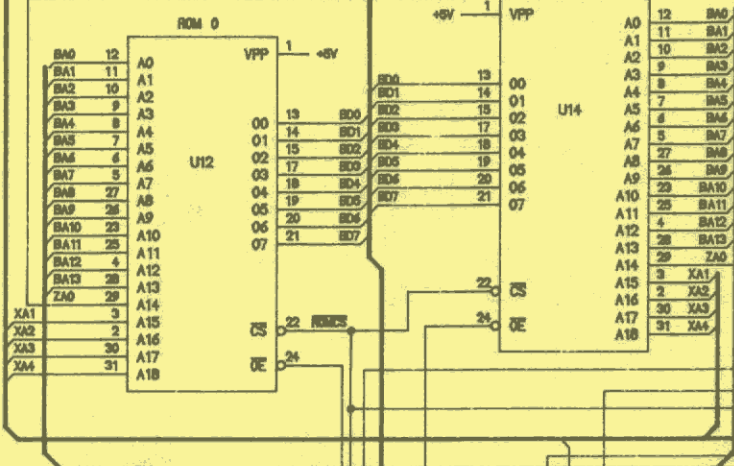 ROM 0
VPP 1 +5V
BA0 12 A0
BA1 11 A1
BA2 10 A2
BA3 9 A3
BA4 8 A4
BA5 7 A5
BA6 6 A6
BA7 5 A7
BA8 27 A8
BA9 26 A9
BA10 23 A10
BA11 25 A11
BA12 4 A12
BA13 28 A13
ZA0 29 A14
XA1 3 A15
XA2 2 A16
XA3 30 A17
XA4 31 A18
U12
O0 13 BD0
O1 14 BD1
O2 15 BD2
O3 17 BD3
O4 18 BD4
O5 19 BD5
O6 20 BD6
O7 21 BD7
CS 22 ROMCS
OE 24
+5V 1 VPP
BD0 13 O0
BD1 14 O1
BD2 15 O2
BD3 17 O3
BD4 18 O4
BD5 19 O5
BD6 20 O6
BD7 21 O7
U14
22 CS
24 OE
A0 12 BA0
A1 11 BA1
A2 10 BA2
A3 9 BA3
A4 8 BA4
A5 7 BA5
A6 6 BA6
A7 5 BA7
A8 27 BA8
A9 26 BA9
A10 23 BA10
A11 25 BA11
A12 4 BA12
A13 28 BA13
A14 29 ZA0
A15 3 XA1
A16 2 XA2
A17 30 XA3
A18 31 XA4